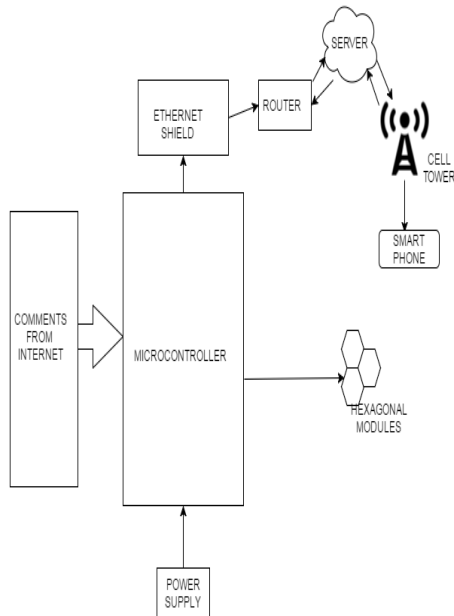 SERVER
ETHERNET
SHIELD
ROUTER
CELL
TOWER
SMART
PHONE
COMMENTS
FROM
INTERNET
MICROCONTROLLER
HEXAGONAL
MODULES
POWER
SUPPLY